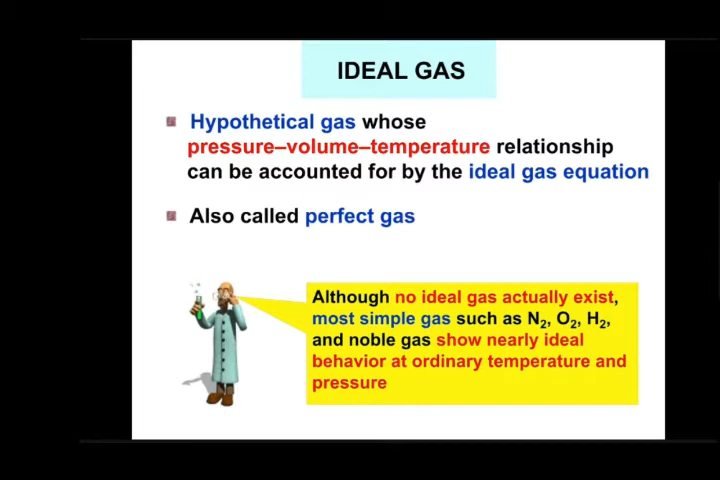 IDEAL GAS
Hypothetical gas whose
pressure–volume–temperature relationship
can be accounted for by the ideal gas equation
Also called perfect gas
Although no ideal gas actually exist,
most simple gas such as N₂, O₂, H₂,
and noble gas show nearly ideal
behavior at ordinary temperature and
pressure